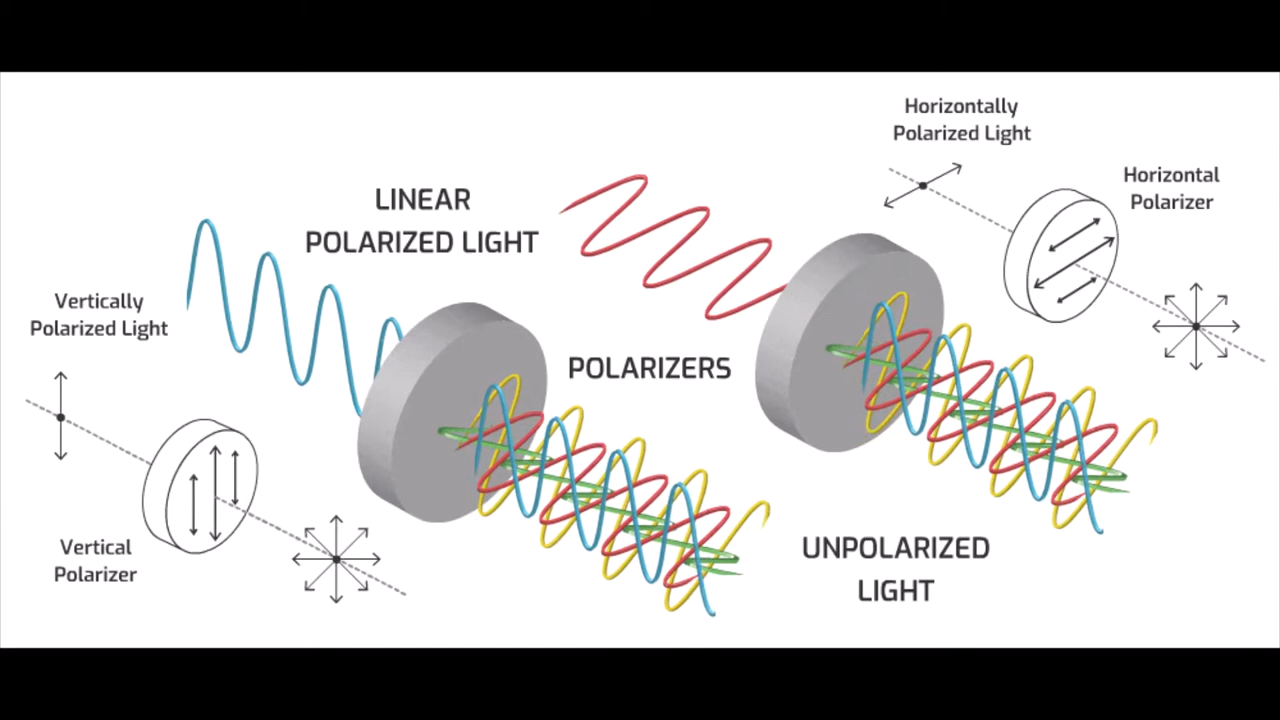 Horizontally
Polarized Light
Horizontal
Polarizer
LINEAR
POLARIZED LIGHT
Vertically
Polarized Light
POLARIZERS
Vertical
Polarizer
UNPOLARIZED
LIGHT